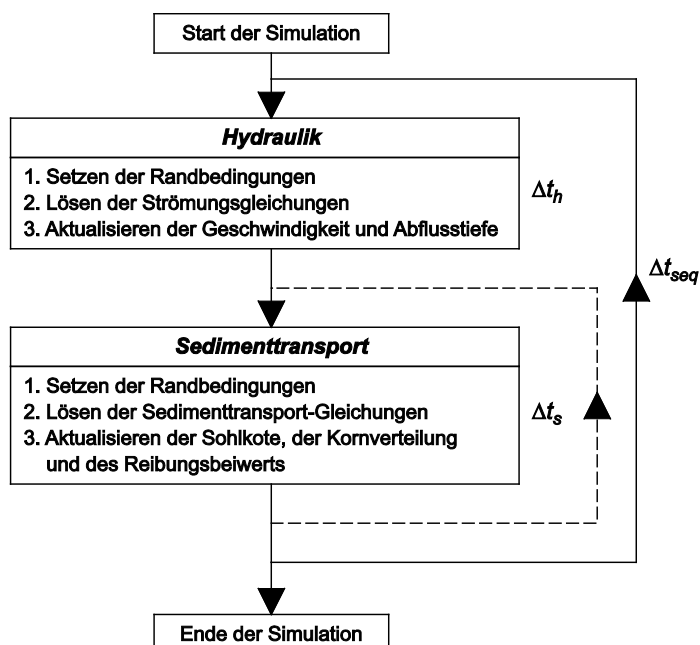 Start der Simulation
Hydraulik
1. Setzen der Randbedingungen
2. Lösen der Strömungsgleichungen
3. Aktualisieren der Geschwindigkeit und Abflusstiefe
Δt_h
Δt_seq
Sedimenttransport
1. Setzen der Randbedingungen
2. Lösen der Sedimenttransport-Gleichungen
3. Aktualisieren der Sohlkote, der Kornverteilung
und des Reibungsbeiwerts
Δt_s
Ende der Simulation